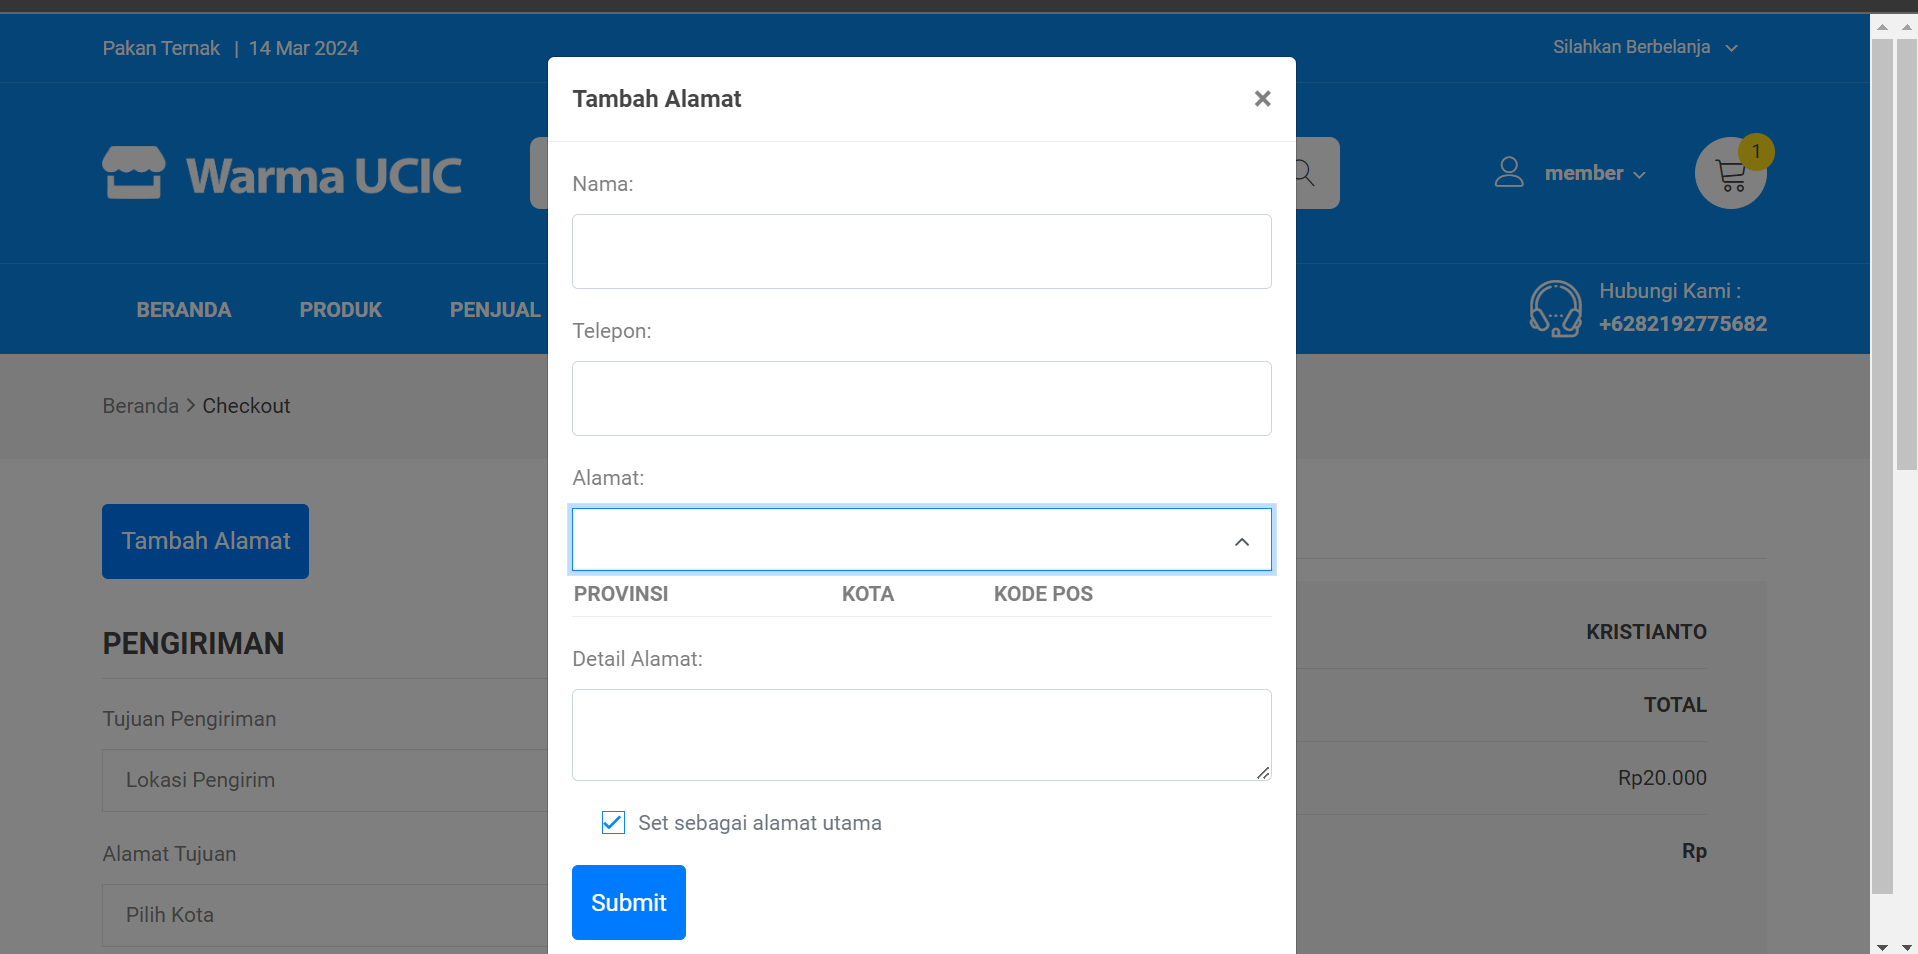 Pakan Ternak | 14 Mar 2024
Silahkan Berbelanja
Warma UCIC
member
1
BERANDA
PRODUK
PENJUAL
Hubungi Kami :
+6282192775682
Beranda > Checkout
Tambah Alamat
PENGIRIMAN
Tujuan Pengiriman
Lokasi Pengirim
Alamat Tujuan
Pilih Kota
Tambah Alamat
×
Nama:
Telepon:
Alamat:
PROVINSI KOTA KODE POS
Detail Alamat:
Set sebagai alamat utama
Submit
KRISTIANTO
TOTAL
Rp20.000
Rp